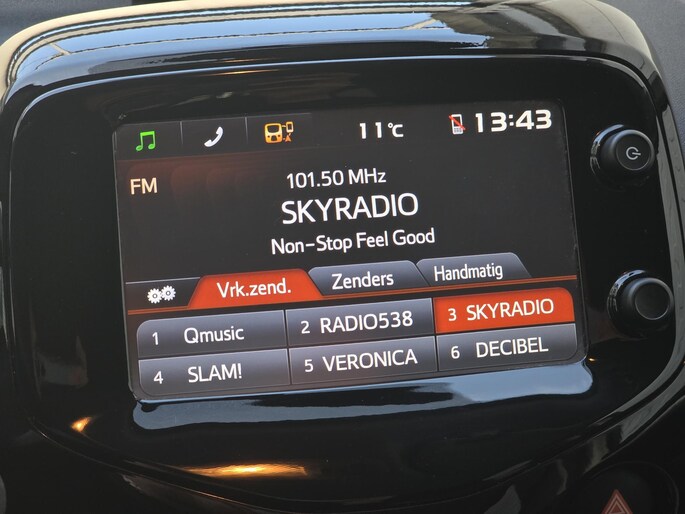 11°C
13:43
FM
101.50 MHz
SKYRADIO
Non-Stop Feel Good
Vrk.zend.
Zenders
Handmatig
1 Qmusic
2 RADIO538
3 SKYRADIO
4 SLAM!
5 VERONICA
6 DECIBEL